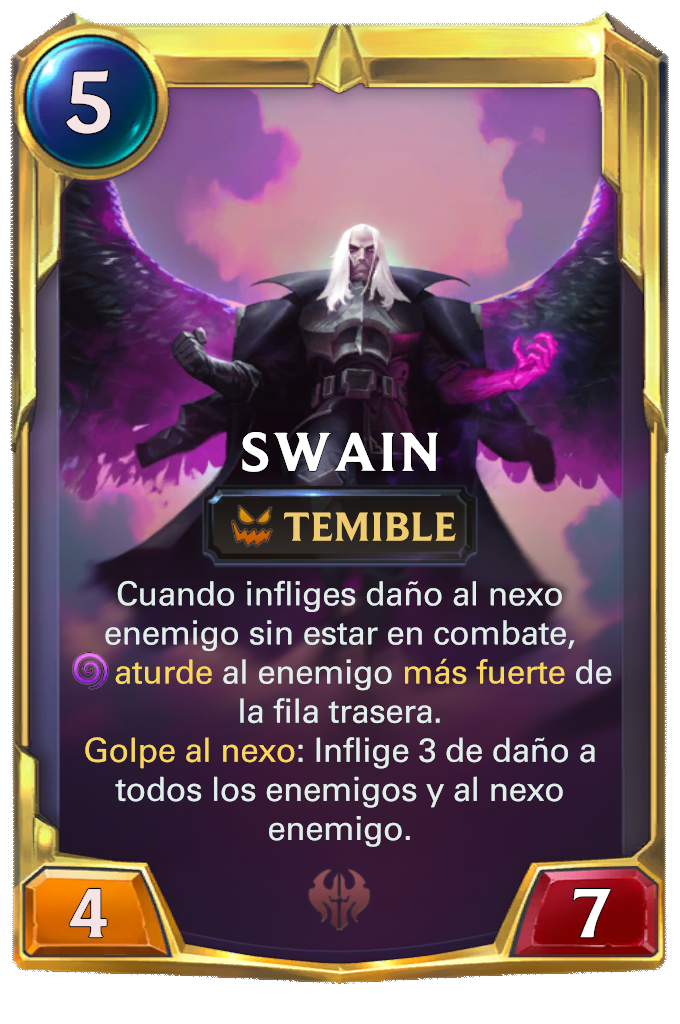 5
SWAIN
TEMIBLE
Cuando infliges daño al nexo
enemigo sin estar en combate,
aturde al enemigo más fuerte de
la fila trasera.
Golpe al nexo: Inflige 3 de daño a
todos los enemigos y al nexo
enemigo.
4
7